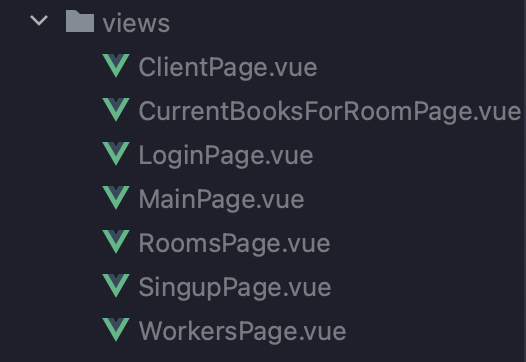 views
ClientPage.vue
CurrentBooksForRoomPage.vue
LoginPage.vue
MainPage.vue
RoomsPage.vue
SingupPage.vue
WorkersPage.vue